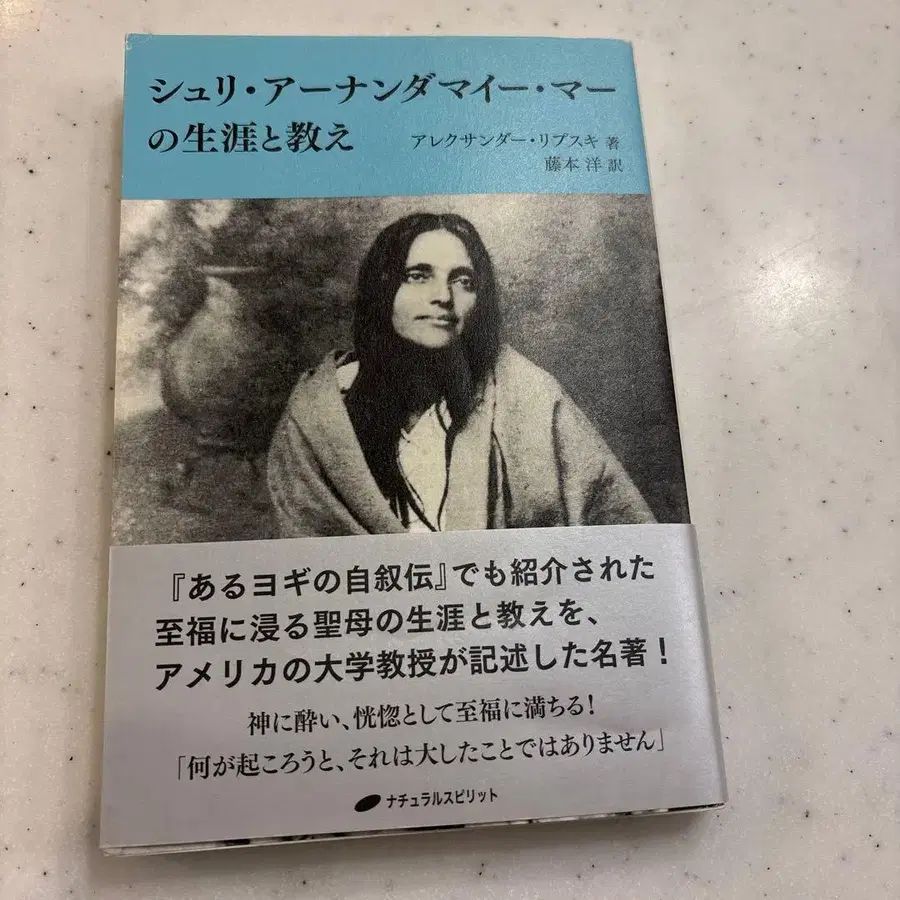 シュリ・アーナンダマイー・マー
の生涯と教え
アレクサンダー・リプスキ 著
藤本 洋 訳
『あるヨギの自叙伝』でも紹介された
至福に浸る聖母の生涯と教えを、
アメリカの大学教授が記述した名著!
神に酔い、恍惚として至福に満ちる!
「何が起ころうと、それは大したことではありません」
ナチュラルスピリット